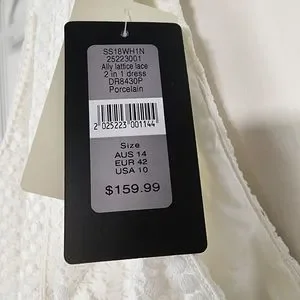 SS18WH1N
25223001
Ally lattice lace
2 in 1 dress
DR8430P
Porcelain
2 025223 001144
Size
AUS 14
EUR 42
USA 10
$159.99